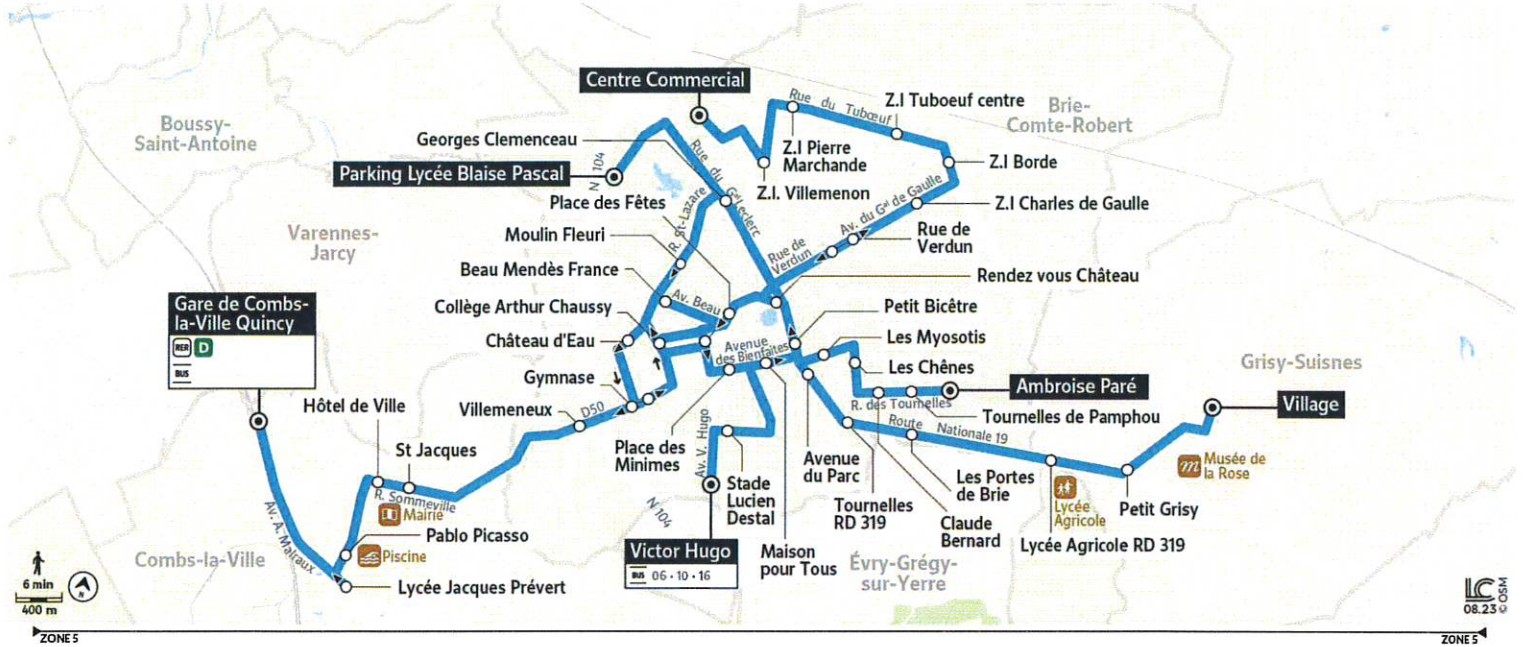 Centre Commercial
Rue du Tubœuf
Z.I Tuboeuf centre
Brie-
Comte-Robert
Boussy-
Saint-Antoine
Georges Clemenceau
Z.I Pierre
Marchande
Z.I Borde
Parking Lycée Blaise Pascal
N 104
Rue du Gal Leclerc
Z.I. Villemenon
Place des Fêtes
R. St-Lazare
Av. du Gal de Gaulle
Z.I Charles de Gaulle
Varennes-
Jarcy
Moulin Fleuri
Rue de
Verdun
Rue de
Verdun
Beau Mendès France
Av. Beau
Rendez vous Château
Gare de Combs-
la-Ville Quincy
RER D
BUS
Collège Arthur Chaussy
Petit Bicêtre
Château d'Eau
Avenue
des Bienfaites
Les Myosotis
Grisy-Suisnes
Les Chênes
Gymnase
Ambroise Paré
Hôtel de Ville
Villemeneux
D50
R. des Tournelles
Tournelles de Pamphou
Village
St Jacques
Av. V. Hugo
Place des
Minimes
Route Nationale 19
Avenue
du Parc
Les Portes
de Brie
m
Musée de
la Rose
R. Sommeville
Mairie
Stade
Lucien
Destal
Tournelles
RD 319
Lycée
Agricole
Petit Grisy
N 104
Claude
Bernard
Av. A. Malraux
Pablo Picasso
Lycée Agricole RD 319
Piscine
Victor Hugo
BUS 06 • 10 • 16
Maison
pour Tous
Combs-la-Ville
Évry-Grégy-
sur-Yerre
6 min
400 m
N
Lycée Jacques Prévert
LC
08.23 © OSM
ZONE 5
ZONE 5